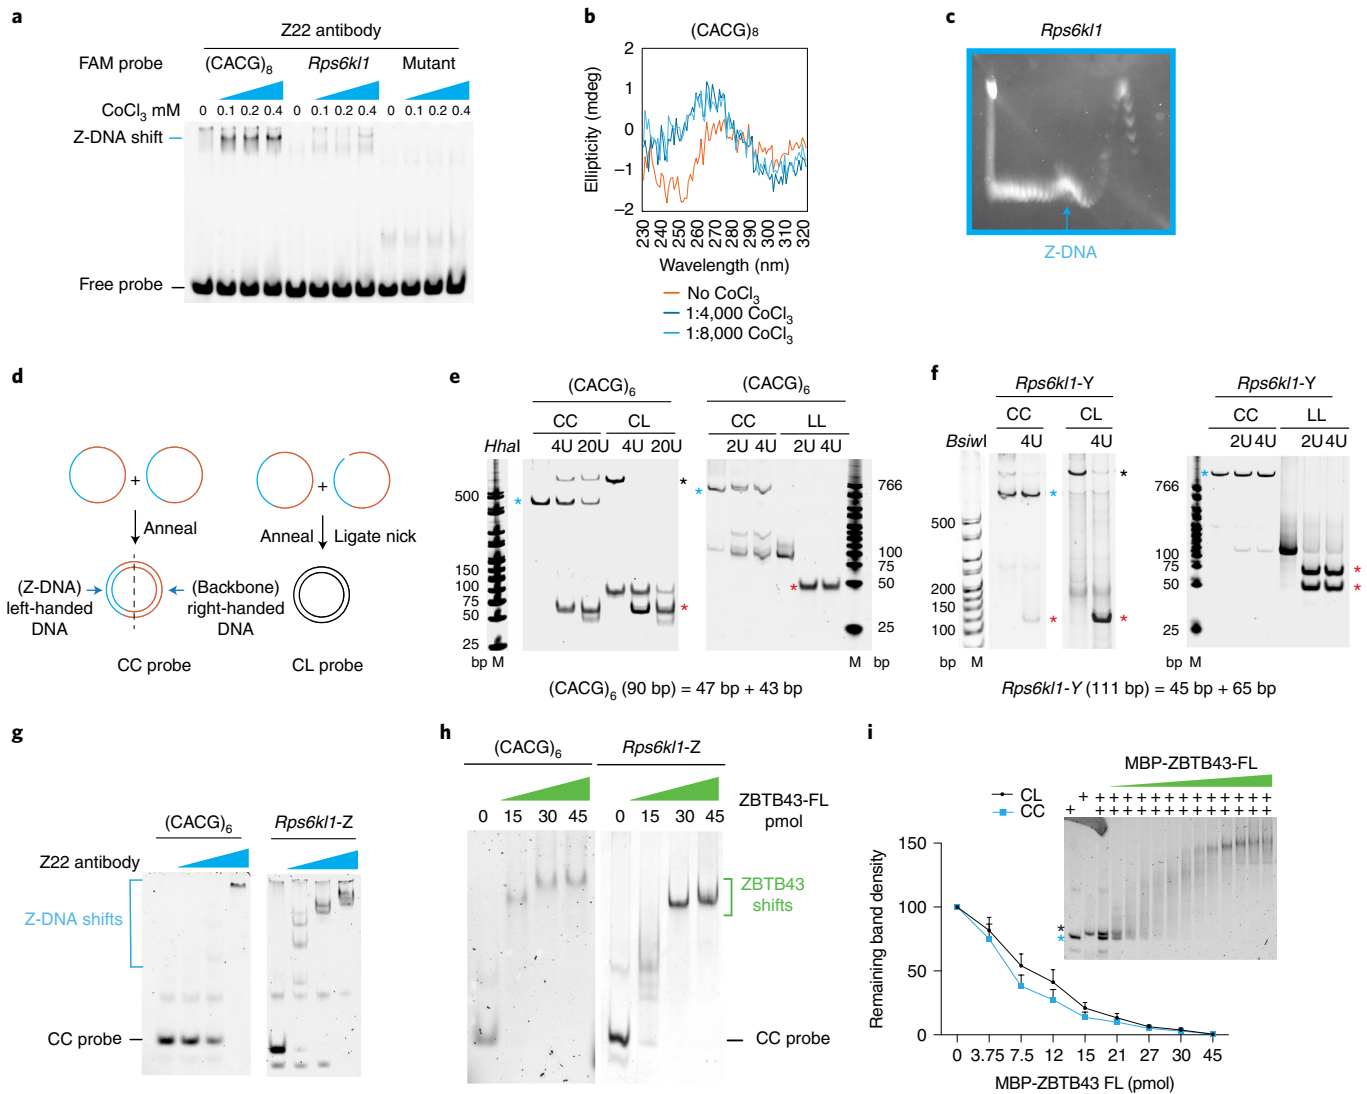 a
Z22 antibody
FAM probe (CACG)8 Rps6kl1 Mutant
CoCl3 mM 0 0.1 0.2 0.4 0 0.1 0.2 0.4 0 0.1 0.2 0.4
Z-DNA shift
Free probe
b
(CACG)8
2
1
0
–1
–2
Ellipticity (mdeg)
230 240 250 260 270 280 290 300 310 320
Wavelength (nm)
No CoCl3
1:4,000 CoCl3
1:8,000 CoCl3
c
Rps6kl1
Z-DNA
d
+ +
Anneal
Anneal Ligate nick
(Z-DNA) left-handed DNA
(Backbone) right-handed DNA
CC probe CL probe
e
(CACG)6 (CACG)6
CC CL CC LL
HhaI 4U 20U 4U 20U 2U 4U 2U 4U
500
150
100
75
50
25
bp M
* * *
* *
766
100
75
50
25
M bp
(CACG)6 (90 bp) = 47 bp + 43 bp
f
Rps6kl1-Y Rps6kl1-Y
CC CL CC LL
BsiwI 4U 4U 2U 4U 2U 4U
500
200
150
100
bp M
* * * *
766
100
75
50
25
bp M
* * *
Rps6kl1-Y (111 bp) = 45 bp + 65 bp
g
(CACG)6 Rps6kl1-Z
Z22 antibody
Z-DNA shifts
CC probe
h
(CACG)6 Rps6kl1-Z
0 15 30 45 0 15 30 45
ZBTB43-FL pmol
ZBTB43 shifts
CC probe
i
MBP-ZBTB43-FL
CL + + + + + + + + + + + +
CC + + + + + + + + + + + +
*
*
150
100
50
0
Remaining band density
0 3.75 7.5 12 15 21 27 30 45
MBP-ZBTB43 FL (pmol)